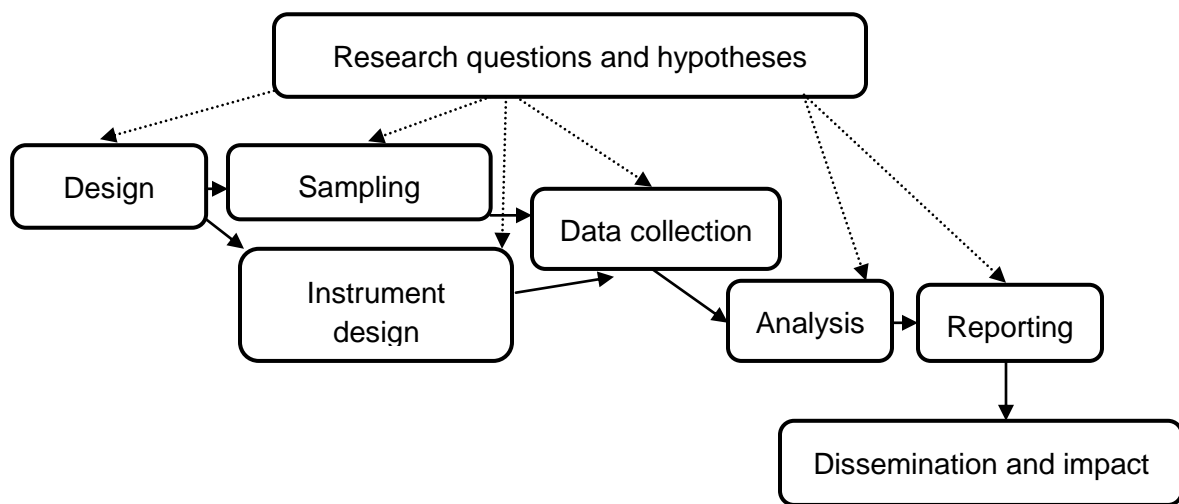 Research questions and hypotheses
Design
Sampling
Data collection
Instrument
design
Analysis
Reporting
Dissemination and impact